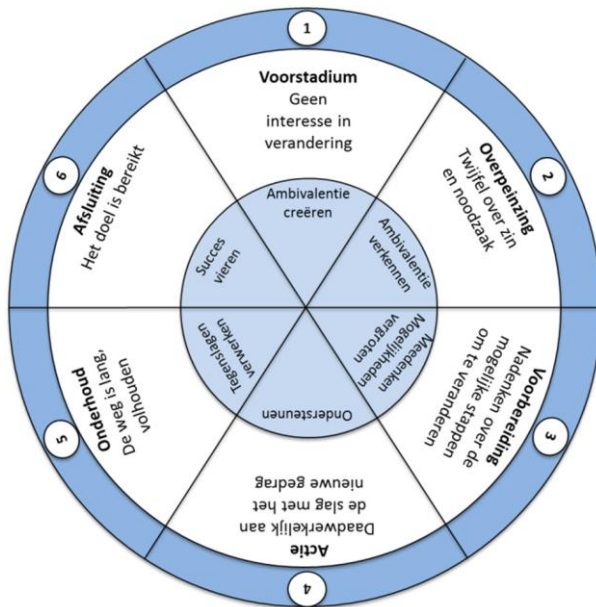 1
Voorstadium
Geen
interesse in
verandering
Ambivalentie
creëren
2
Overpeinzing
Twijfel over zin
en noodzaak
Ambivalentie
verkennen
3
Voorbereiding
Nadenken over de
mogelijke stappen
om te veranderen
Meedenken
Mogelijkheden
vergroten
4
Actie
Daadwerkelijk aan
de slag met het
nieuwe gedrag
Ondersteunen
5
Onderhoud
De weg is lang,
volhouden
Tegenslagen
verwerken
6
Afsluiting
Het doel is bereikt
Succes
vieren